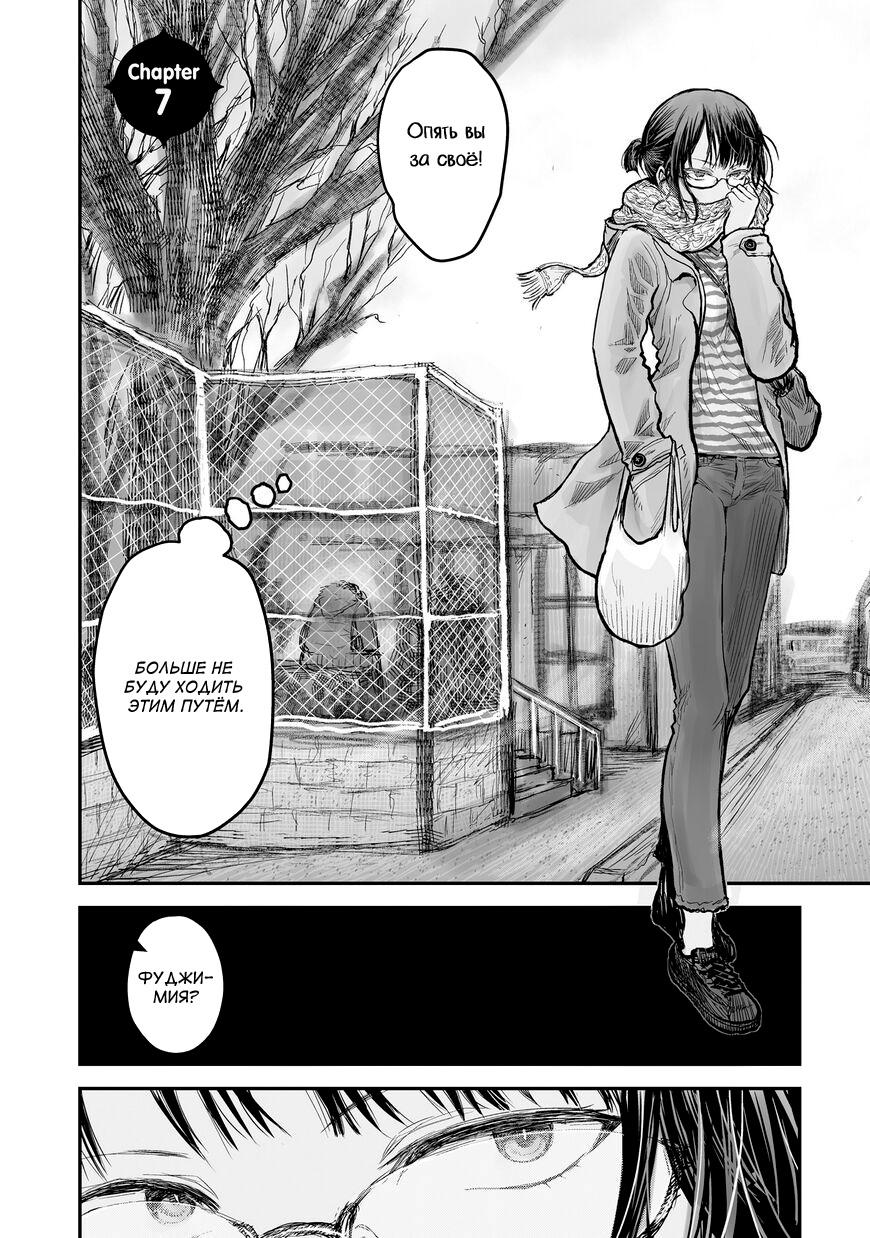 Chapter
7
Опять вы
за своё!
БОЛЬШЕ НЕ
БУДУ ХОДИТЬ
ЭТИМ ПУТЁМ.
ФУДЖИ-
МИЯ?